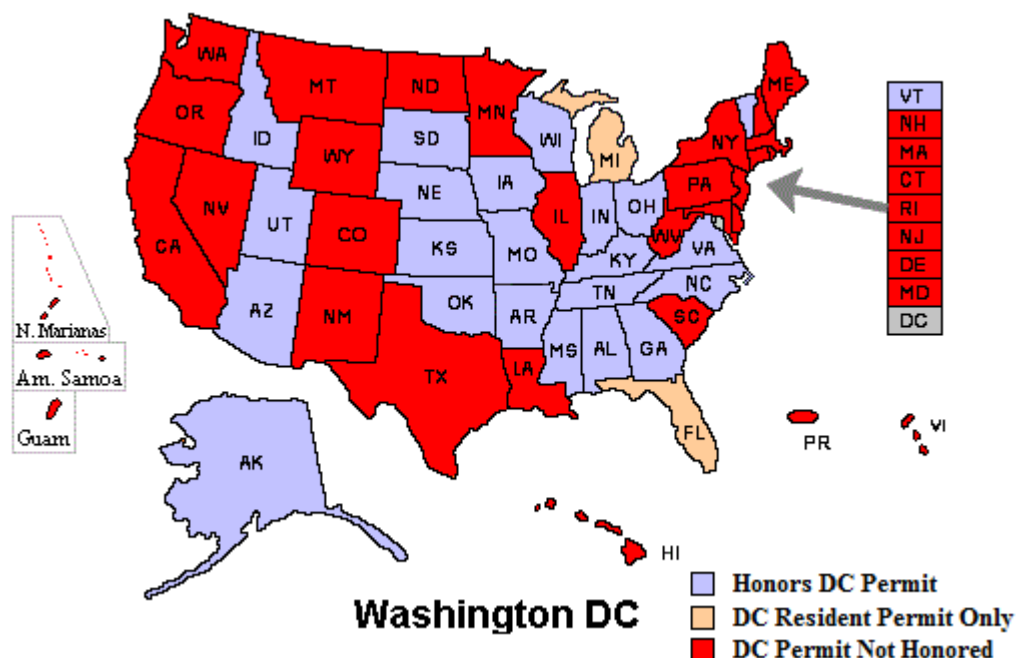 WA
MT
ND
MN
ME
VT
OR
ID
SD
WI
NY
NH
WY
MI
MA
NE
IA
PA
CT
NV
UT
IL
IN
OH
RI
CA
CO
KS
MO
WV
VA
NJ
KY
DE
AZ
NM
OK
AR
TN
NC
MD
SC
DC
N. Marianas
TX
LA
MS
AL
GA
Am. Samoa
FL
Guam
PR
VI
AK
HI
Honors DC Permit
Washington DC
DC Resident Permit Only
DC Permit Not Honored